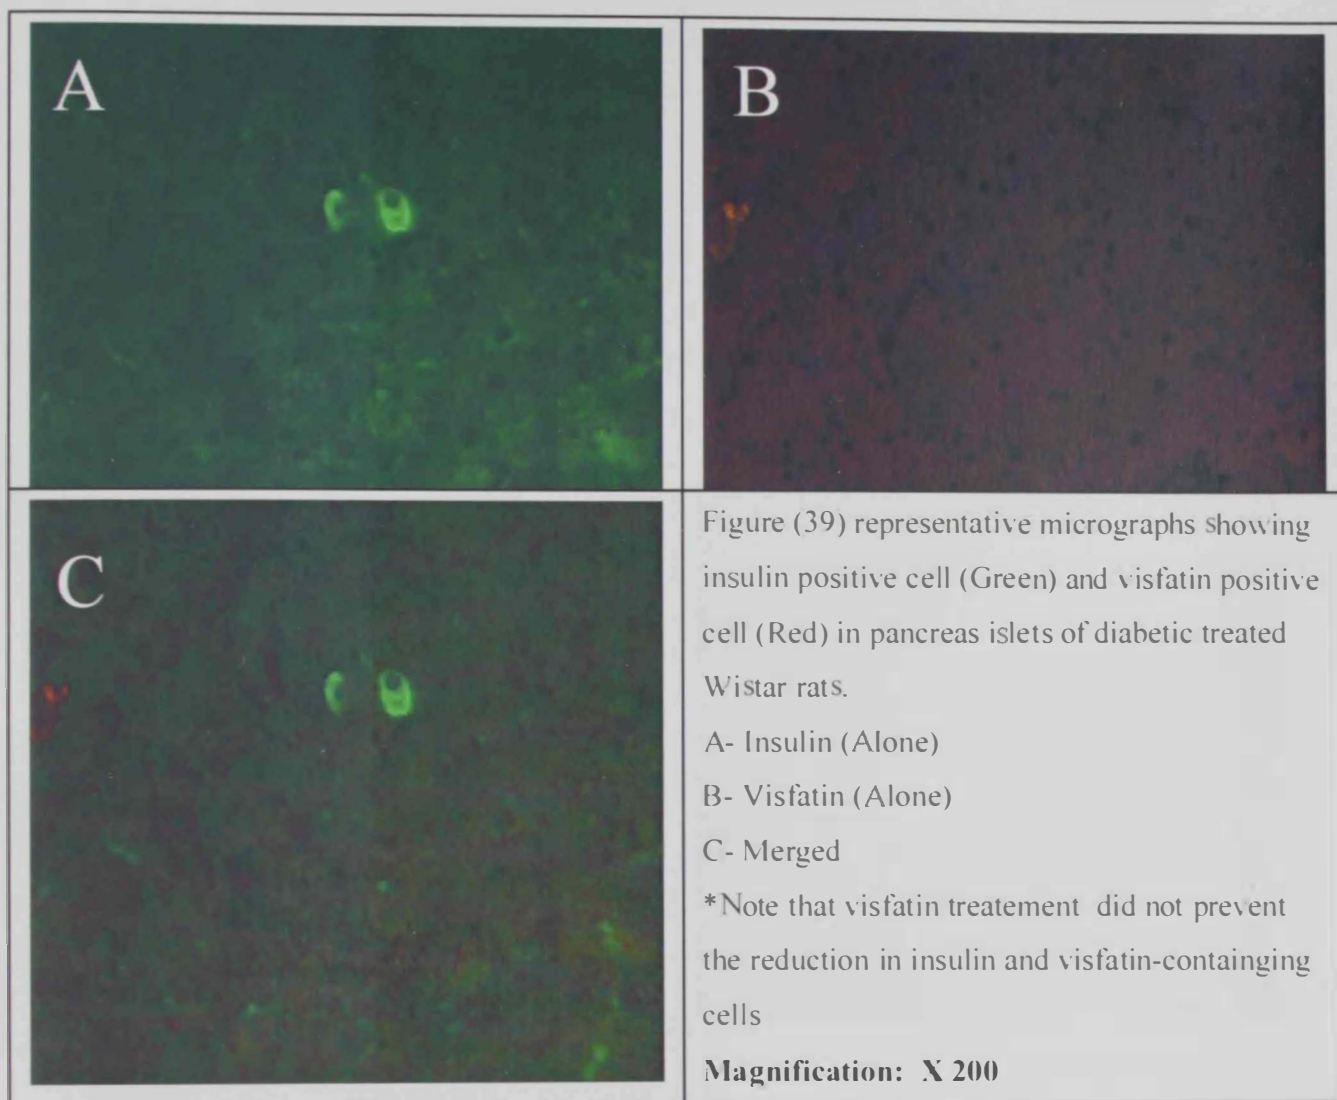 A
B
C
Figure (39) representative micrographs showing
insulin positive cell (Green) and visfatin positive
cell (Red) in pancreas islets of diabetic treated
Wistar rats.
A- Insulin (Alone)
B- Visfatin (Alone)
C- Merged
*Note that visfatin treatement did not prevent
the reduction in insulin and visfatin-containging
cells
Magnification: X 200